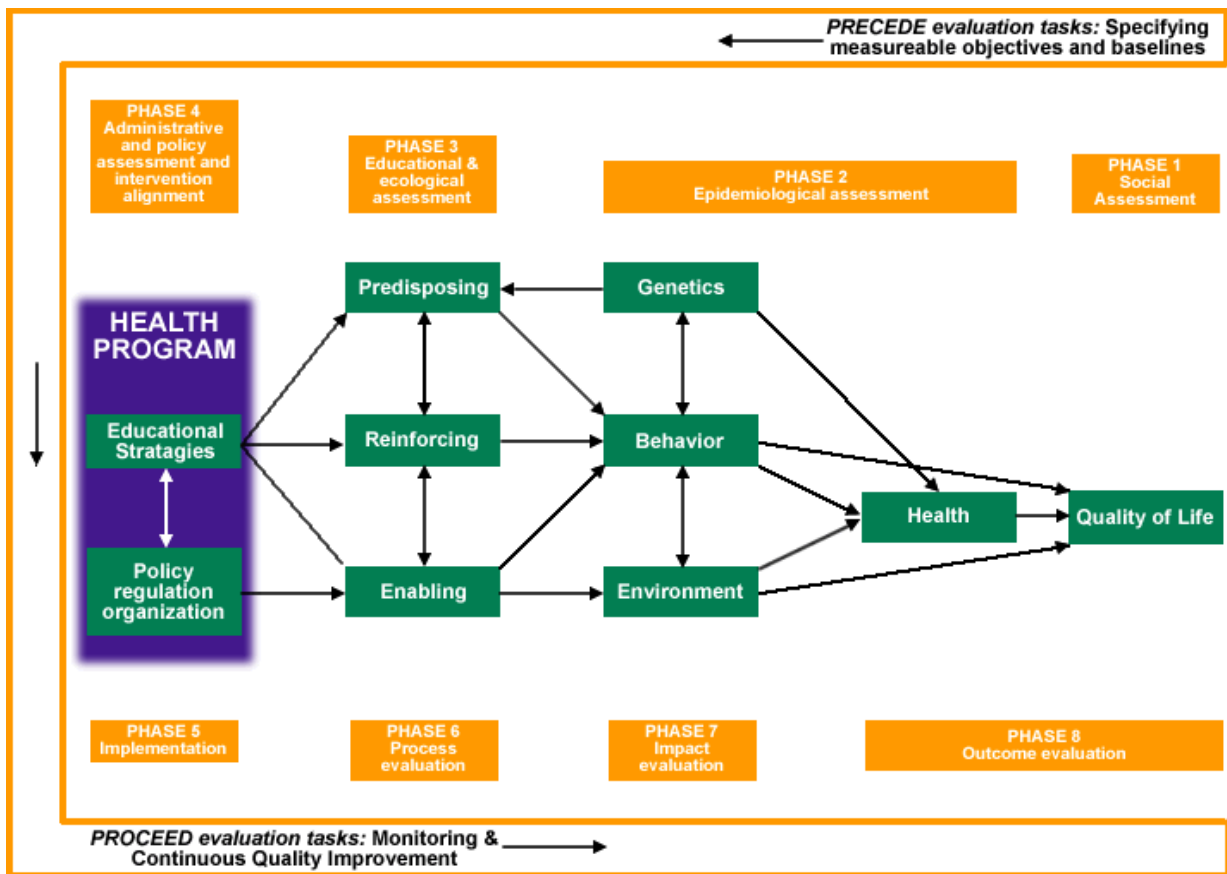 PRECEDE evaluation tasks: Specifying
measureable objectives and baselines
PHASE 4
Administrative
and policy
assessment and
intervention
alignment
PHASE 3
Educational &
ecological
assessment
PHASE 2
Epidemiological assessment
PHASE 1
Social
Assessment
HEALTH
PROGRAM
Predisposing
Genetics
Educational
Stratagies
Reinforcing
Behavior
Health
Quality of Life
Policy
regulation
organization
Enabling
Environment
PHASE 5
Implementation
PHASE 6
Process
evaluation
PHASE 7
Impact
evaluation
PHASE 8
Outcome evaluation
PROCEED evaluation tasks: Monitoring &
Continuous Quality Improvement